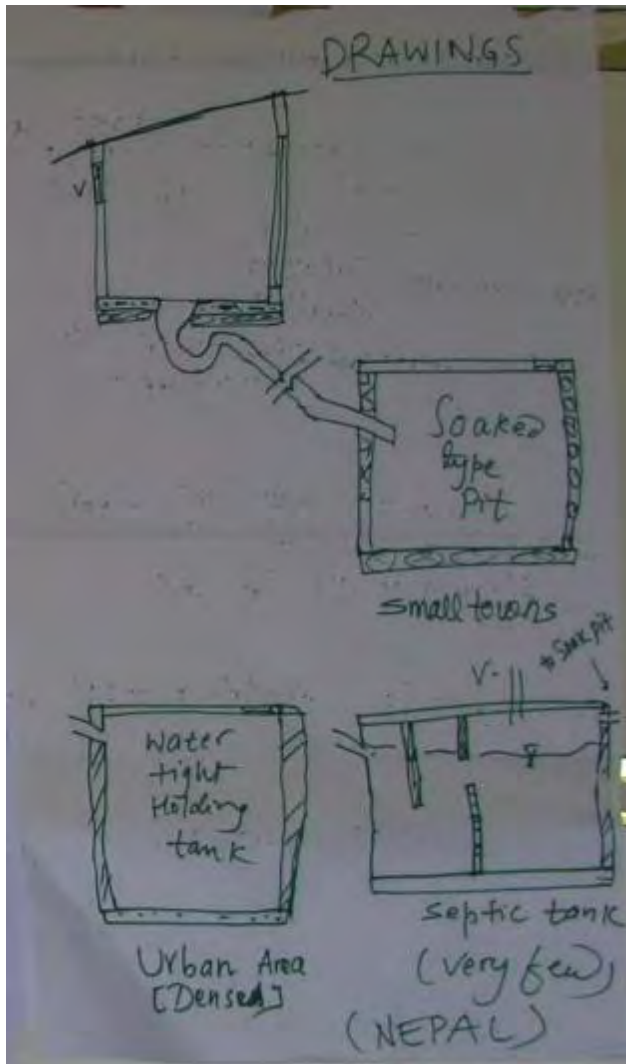 DRAWINGS
V
Soaked
type
Pit
small towns
V-
to Soak pit
Water
tight
Holding
tank
septic tank
Urban Area
[Dense]
(very few)
(NEPAL)